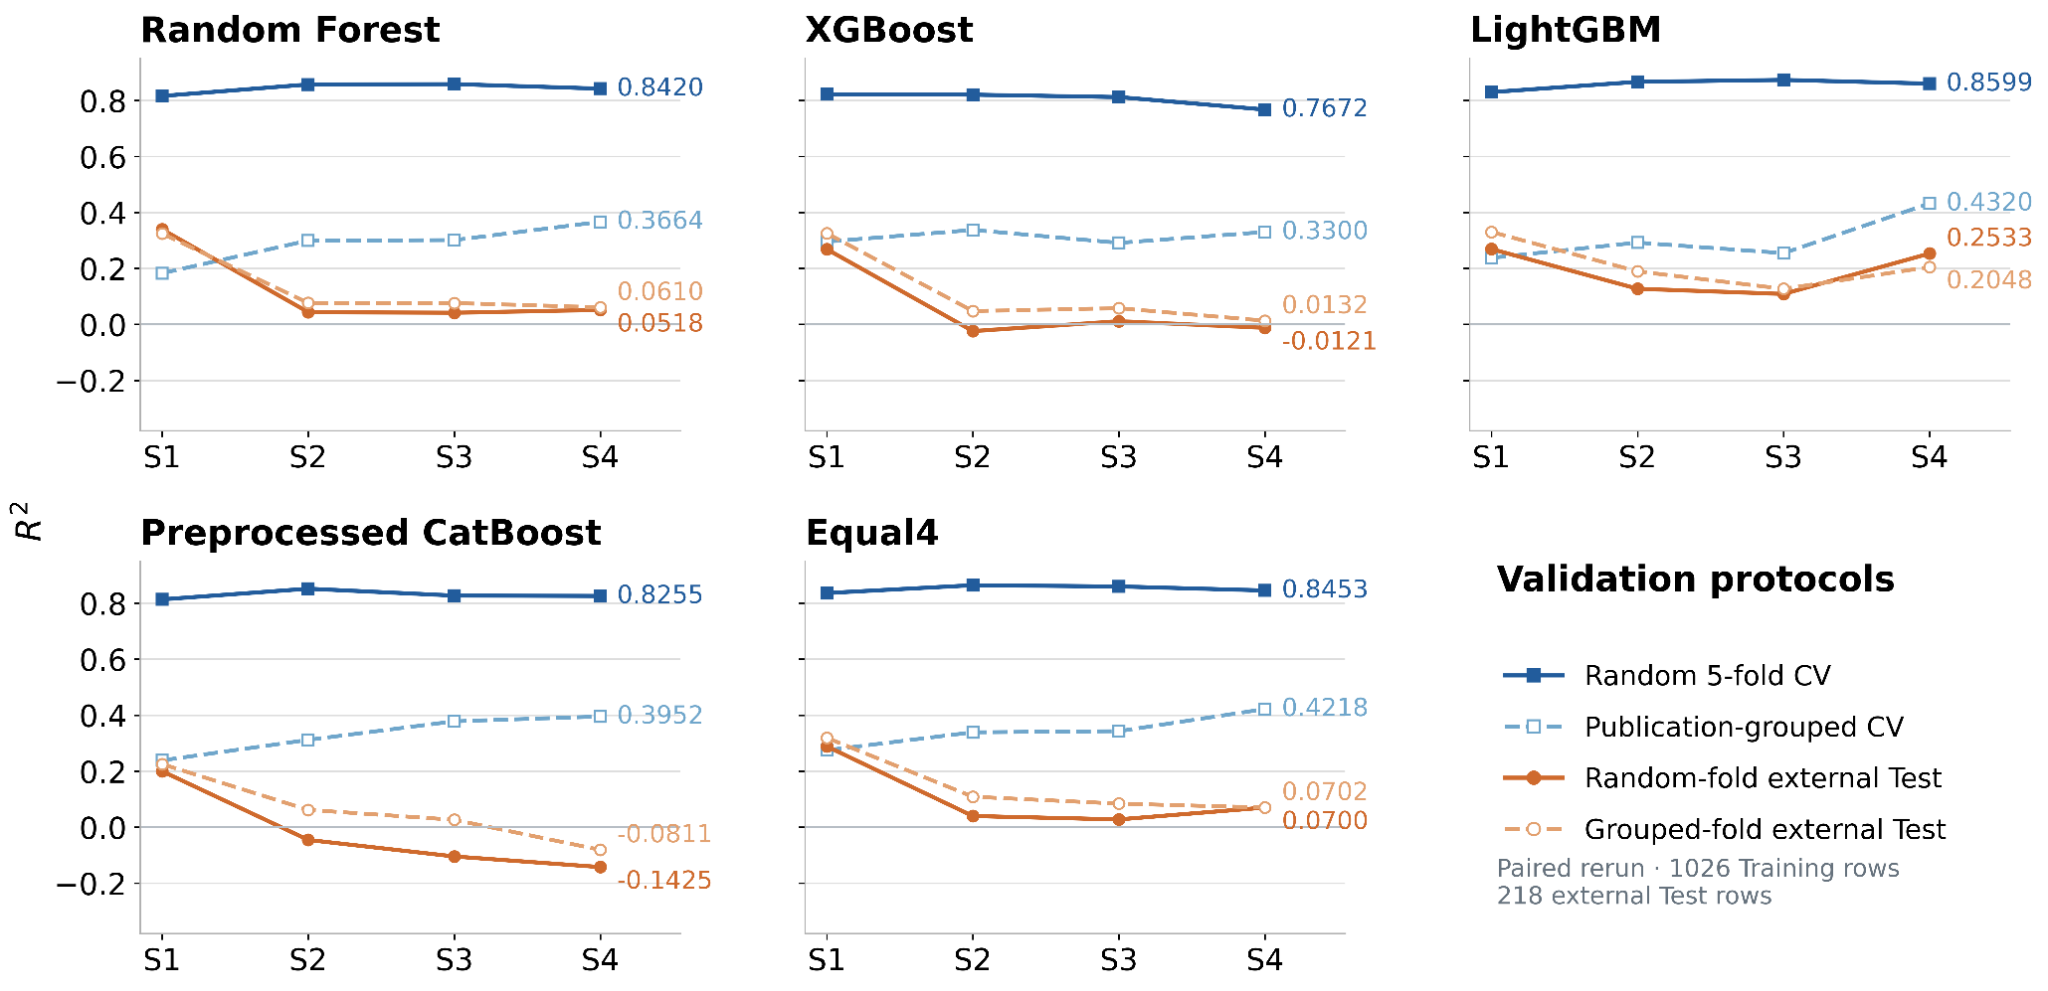 Random Forest
0.8
0.6
0.4
0.2
0.0
−0.2
0.8420
0.3664
0.0610
0.0518
S1 S2 S3 S4
XGBoost
0.7672
0.3300
0.0132
-0.0121
S1 S2 S3 S4
LightGBM
0.8599
0.4320
0.2533
0.2048
S1 S2 S3 S4
R²
Preprocessed CatBoost
0.8
0.6
0.4
0.2
0.0
−0.2
0.8255
0.3952
-0.0811
-0.1425
S1 S2 S3 S4
Equal4
0.8453
0.4218
0.0702
0.0700
S1 S2 S3 S4
Validation protocols
Random 5-fold CV
Publication-grouped CV
Random-fold external Test
Grouped-fold external Test
Paired rerun · 1026 Training rows
218 external Test rows